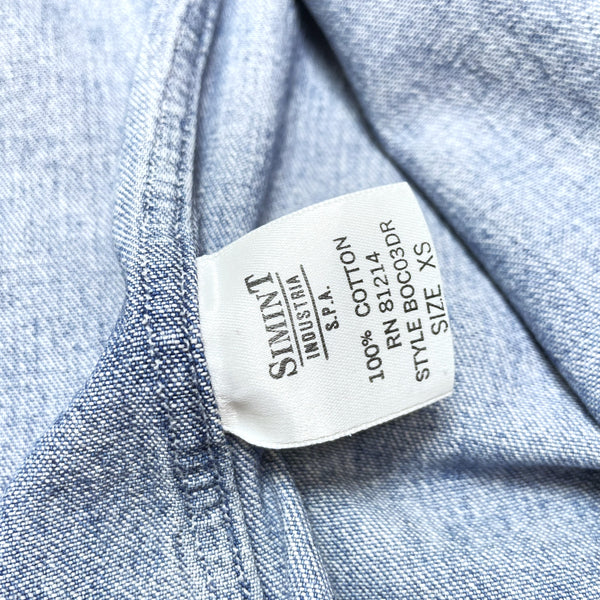 SIMINT
INDUSTRIA
S.P.A.
100% COTTON
RN 81214
STYLE BOC03DR
SIZE XS